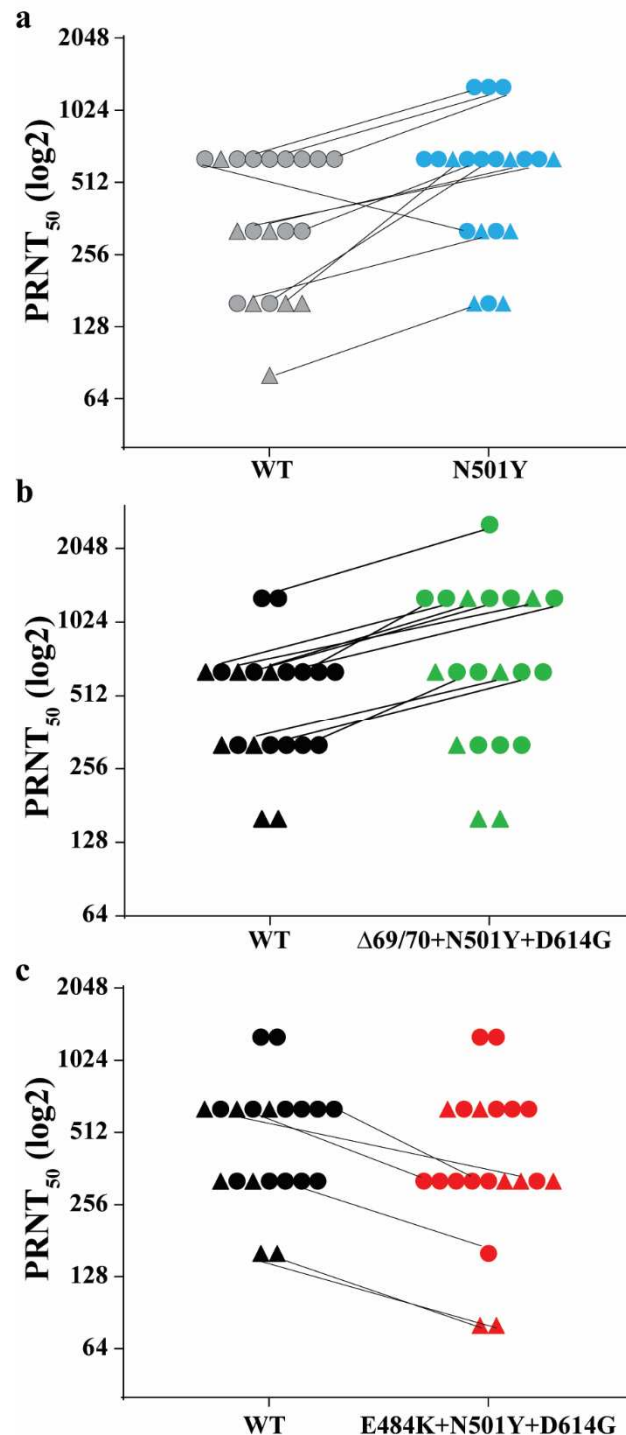 a
2048
1024
512
256
128
64
PRNT50 (log2)
WT N501Y
b
2048
1024
512
256
128
64
PRNT50 (log2)
WT Δ69/70+N501Y+D614G
c
2048
1024
512
256
128
64
PRNT50 (log2)
WT E484K+N501Y+D614G